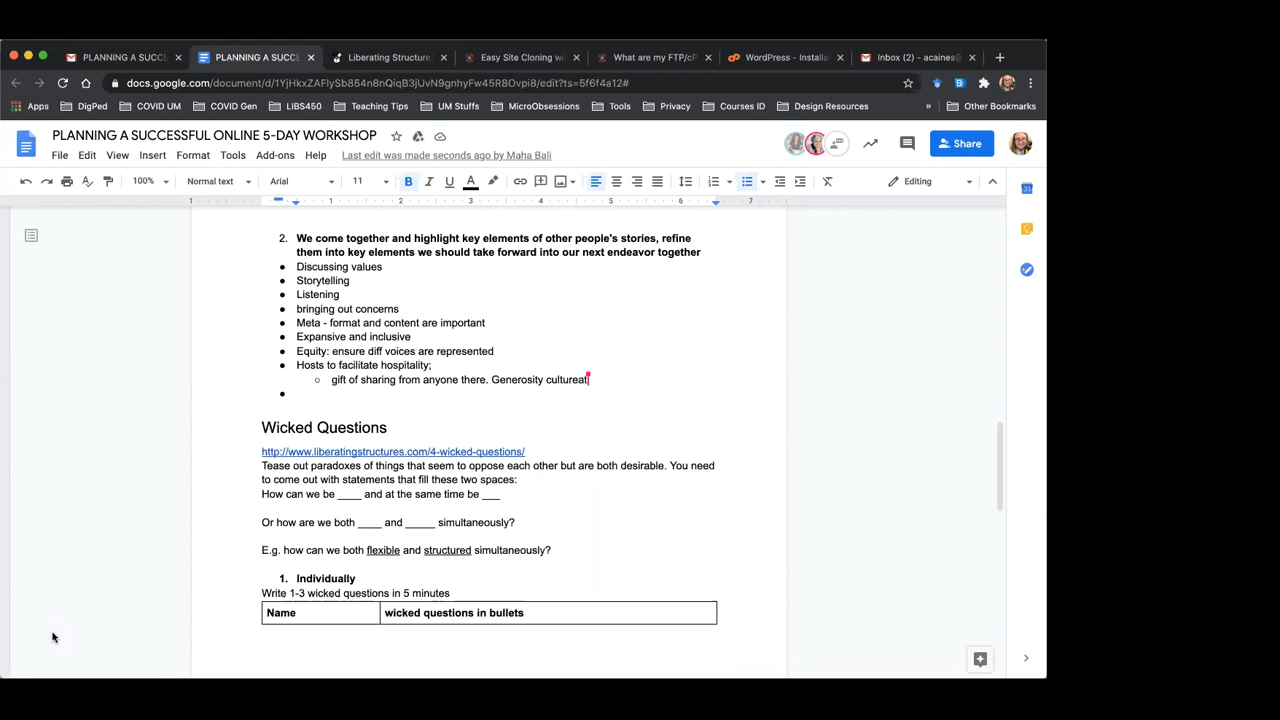 PLANNING A SUCCE
PLANNING A SUCCE
Liberating Structure
Easy Site Cloning wit
What are my FTP/cP
WordPress - Installa
Inbox (2) - acaines@
docs.google.com/document/d/1YjHkxZAFlySb854n8nQiqB3jUvN9gnhyFw45R8Ovpi8/edit?ts=5f6f4a12#
Apps
DigPed
COVID UM
COVID Gen
LIBS450
Teaching Tips
UM Stuffs
MicroObsessions
Tools
Privacy
Courses ID
Design Resources
»
Other Bookmarks
PLANNING A SUCCESSFUL ONLINE 5-DAY WORKSHOP
File Edit View Insert Format Tools Add-ons Help Last edit was made seconds ago by Maha Bali
Share
100% Normal text Arial 11 B I U A Editing
1 1 2 3 4 5 6 7
2. We come together and highlight key elements of other people's stories, refine
them into key elements we should take forward into our next endeavor together
● Discussing values
● Storytelling
● Listening
● bringing out concerns
● Meta - format and content are important
● Expansive and inclusive
● Equity: ensure diff voices are represented
● Hosts to facilitate hospitality;
○ gift of sharing from anyone there. Generosity cultureat
●
Wicked Questions
http://www.liberatingstructures.com/4-wicked-questions/
Tease out paradoxes of things that seem to oppose each other but are both desirable. You need
to come out with statements that fill these two spaces:
How can we be ____ and at the same time be ___
Or how are we both ____ and _____ simultaneously?
E.g. how can we both flexible and structured simultaneously?
1. Individually
Write 1-3 wicked questions in 5 minutes
Name wicked questions in bullets